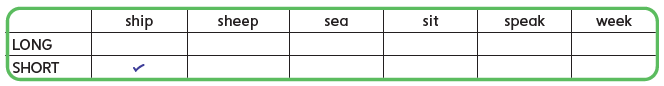 ship sheep sea sit speak week
LONG
SHORT ✓